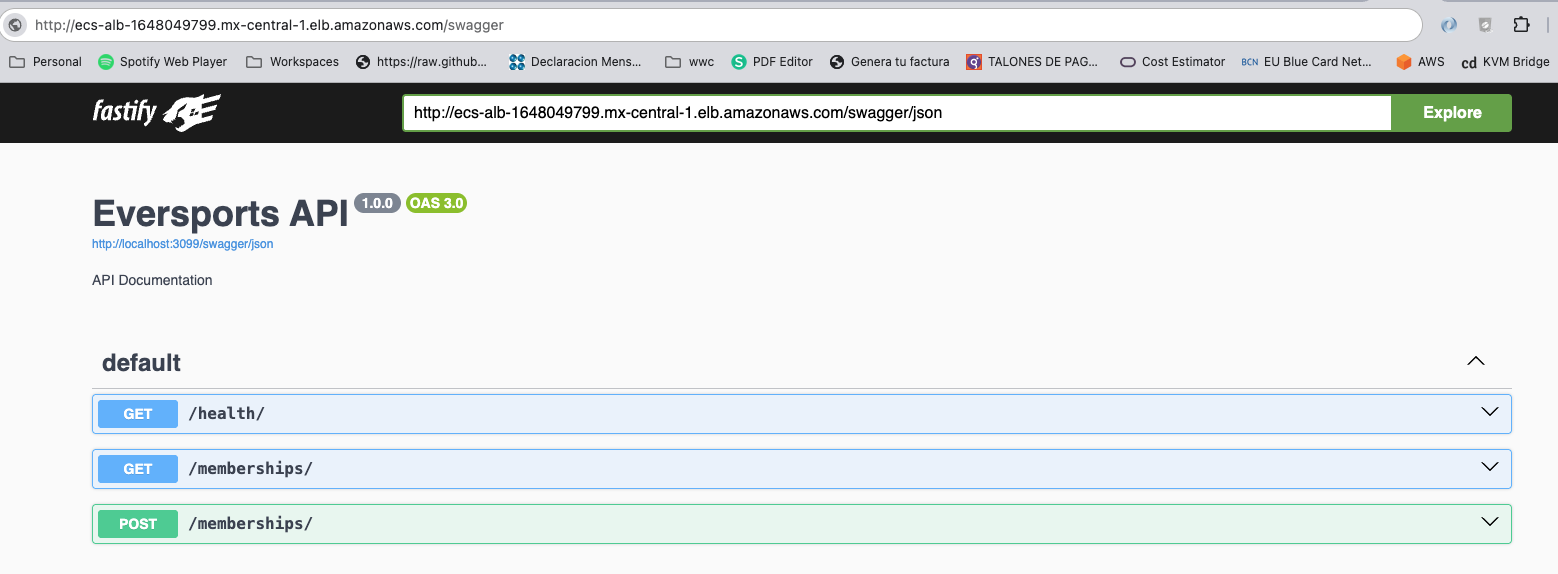 http://ecs-alb-1648049799.mx-central-1.elb.amazonaws.com/swagger
Personal Spotify Web Player Workspaces https://raw.github... Declaracion Mens... wwc PDF Editor Genera tu factura TALONES DE PAG... Cost Estimator BCN EU Blue Card Net... AWS cd KVM Bridge
fastify http://ecs-alb-1648049799.mx-central-1.elb.amazonaws.com/swagger/json Explore
Eversports API 1.0.0 OAS 3.0
http://localhost:3099/swagger/json
API Documentation
default
GET /health/
GET /memberships/
POST /memberships/